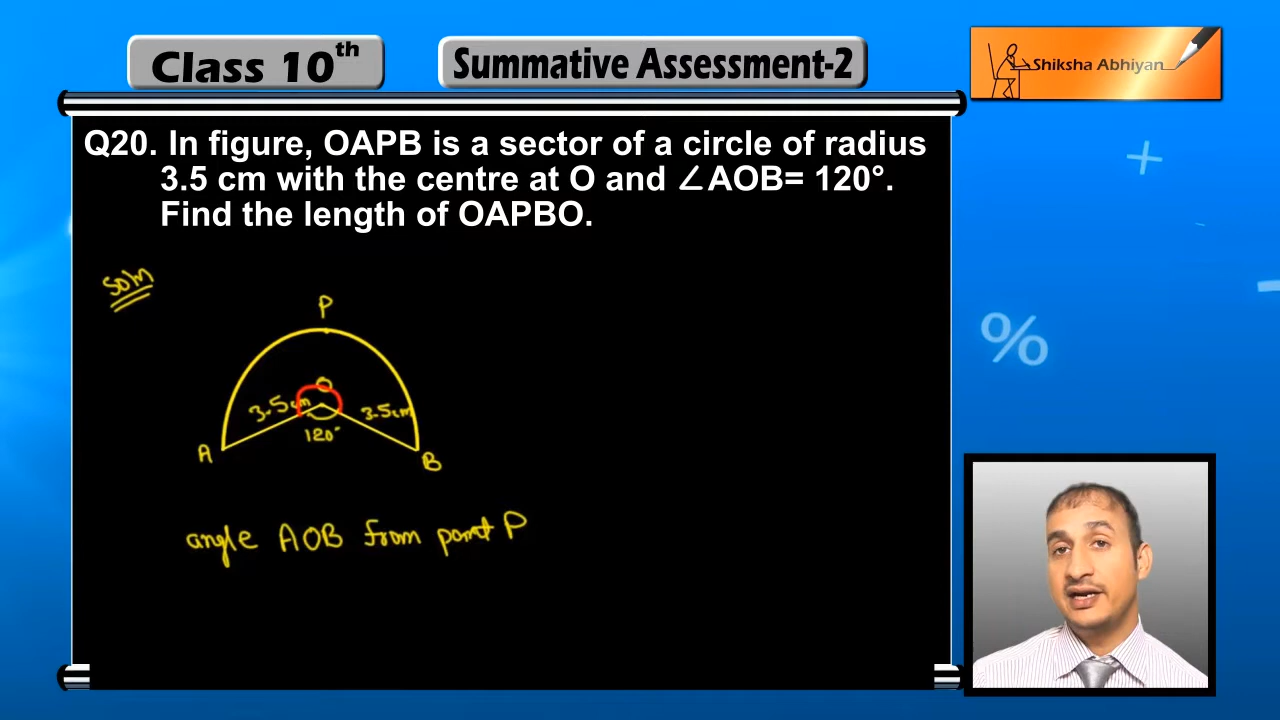 Class 10th
Summative Assessment-2
Shiksha Abhiyan
Q20. In figure, OAPB is a sector of a circle of radius
3.5 cm with the centre at O and ∠AOB= 120°.
Find the length of OAPBO.
Soln
P
O
3.5cm
3.5cm
120°
A
B
angle AOB from point P
+
%